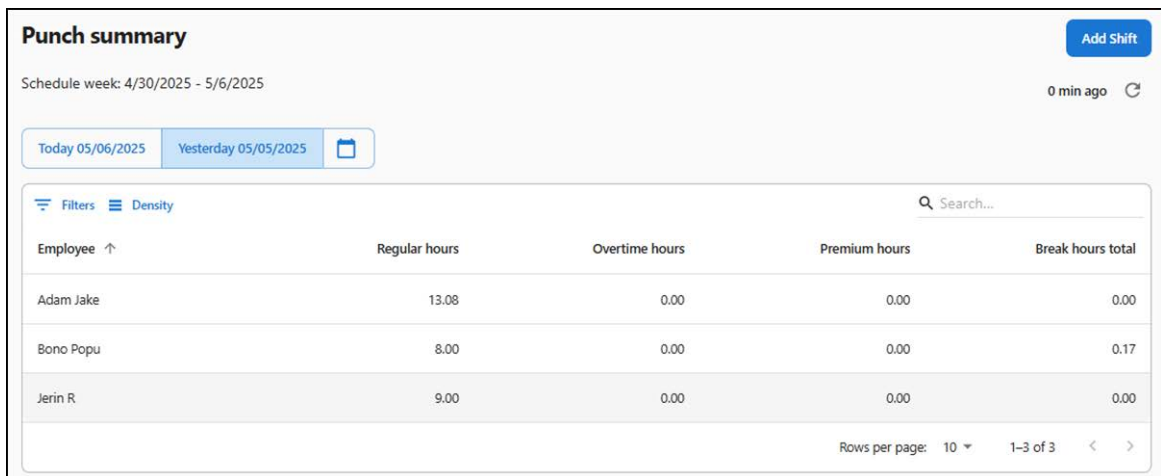 Punch summary
Add Shift
Schedule week: 4/30/2025 - 5/6/2025
0 min ago
Today 05/06/2025 Yesterday 05/05/2025
Filters Density Search...
Employee Regular hours Overtime hours Premium hours Break hours total
Adam Jake 13.08 0.00 0.00 0.00
Bono Popu 8.00 0.00 0.00 0.17
Jerin R 9.00 0.00 0.00 0.00
Rows per page: 10 1–3 of 3